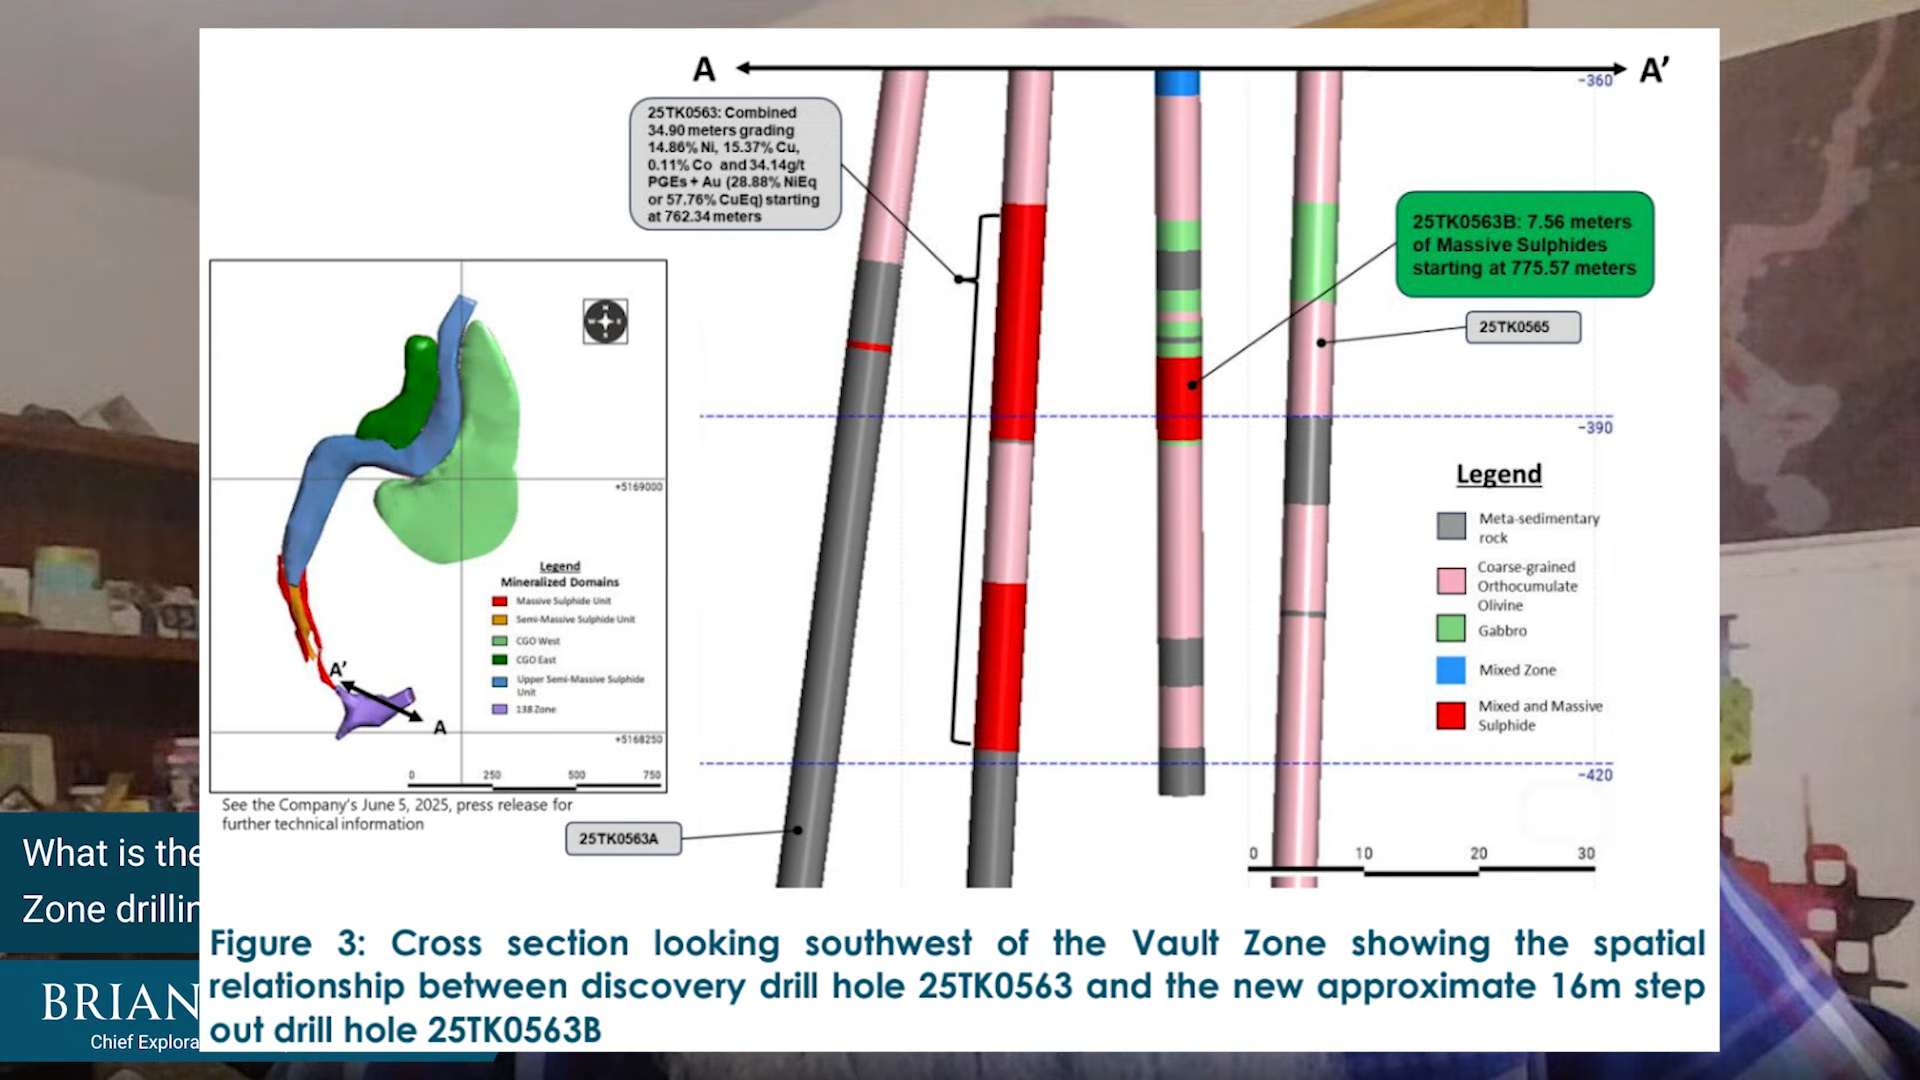 A
A’
-360
25TK0563: Combined
34.90 meters grading
14.86% Ni, 15.37% Cu,
0.11% Co and 34.14g/t
PGEs + Au (28.88% NiEq
or 57.76% CuEq) starting
at 762.34 meters
25TK0563B: 7.56 meters
of Massive Sulphides
starting at 775.57 meters
25TK0565
-390
N
W
E
S
+5169000
Legend
Mineralized Domains
Massive Sulphide Unit
Semi-Massive Sulphide Unit
CGO West
CGO East
Upper Semi-Massive Sulphide
Unit
138 Zone
A’
A
+5168250
0 250 500 750
See the Company’s June 5, 2025, press release for
further technical information
25TK0563A
Legend
Meta-sedimentary
rock
Coarse-grained
Orthocumulate
Olivine
Gabbro
Mixed Zone
Mixed and Massive
Sulphide
-420
0 10 20 30
Figure 3: Cross section looking southwest of the Vault Zone showing the spatial
relationship between discovery drill hole 25TK0563 and the new approximate 16m step
out drill hole 25TK0563B
What is the
Zone drillin
BRIAN
Chief Explora